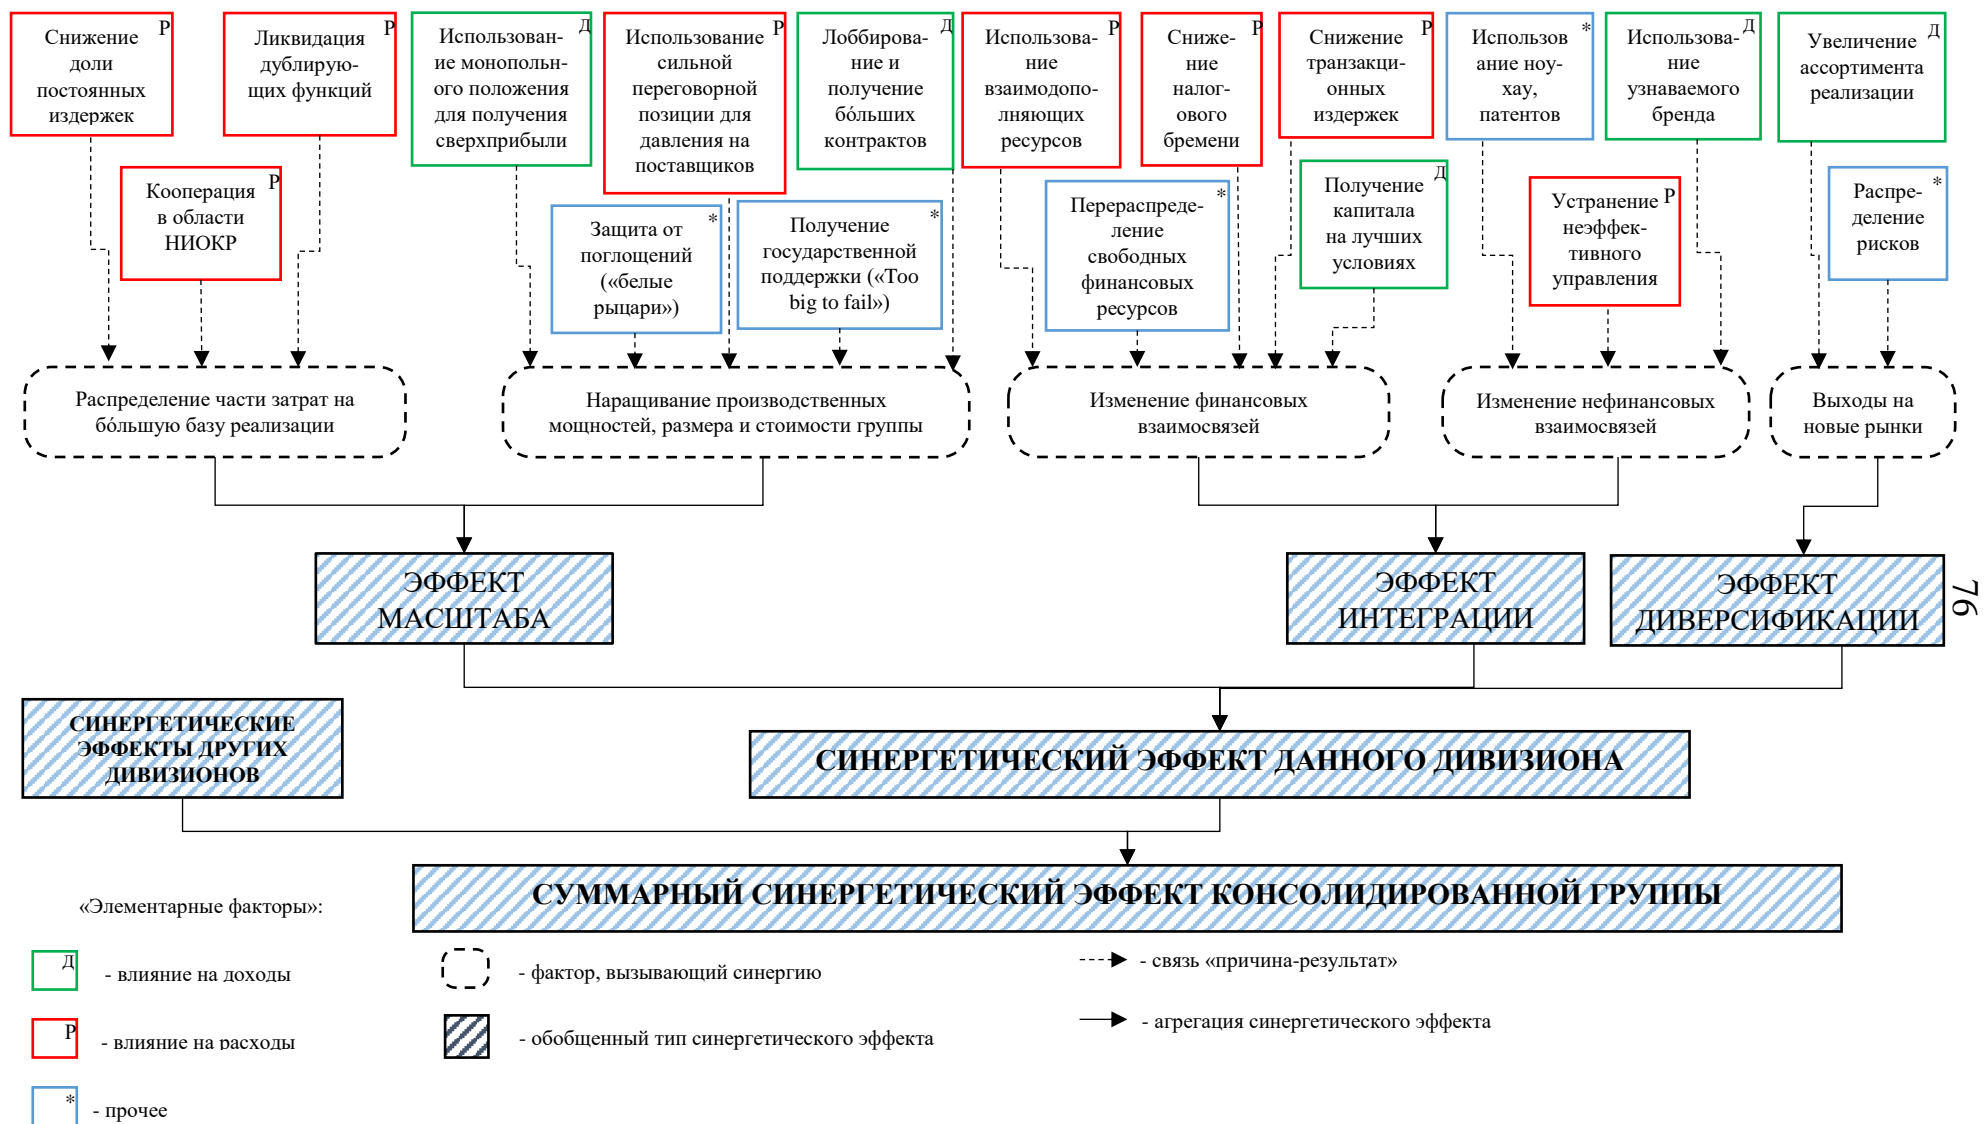 Снижение
доли
постоянных
издержек
Р
Ликвидация
дублирую-
щих функций
Р
Использован-
ие монопольн-
ого положения
для получения
сверхприбыли
Д
Использование
сильной
переговорной
позиции для
давления на
поставщиков
Р
Лоббирова-
ние и
получение
бо́льших
контрактов
Д
Использова-
ние
взаимодопо-
лняющих
ресурсов
Р
Сниже-
ние
налог-
ового
бремени
Р
Снижение
транзакци-
онных
издержек
Р
Использов
ание ноу-
хау,
патентов
*
Использова-
ние
узнаваемого
бренда
Д
Увеличение
ассортимента
реализации
Д
Кооперация
в области
НИОКР
Р
Защита от
поглощений
(«белые
рыцари»)
*
Получение
государственной
поддержки («Too
big to fail»)
*
Перераспреде-
ление
свободных
финансовых
ресурсов
*
Получение
капитала
на лучших
условиях
Д
Устранение
неэффек-
тивного
управления
Р
Распре-
деление
рисков
*
Распределение части затрат на
бо́льшую базу реализации
Наращивание производственных
мощностей, размера и стоимости группы
Изменение финансовых
взаимосвязей
Изменение нефинансовых
взаимосвязей
Выходы на
новые рынки
ЭФФЕКТ
МАСШТАБА
ЭФФЕКТ
ИНТЕГРАЦИИ
ЭФФЕКТ
ДИВЕРСИФИКАЦИИ
76
СИНЕРГЕТИЧЕСКИЕ
ЭФФЕКТЫ ДРУГИХ
ДИВИЗИОНОВ
СИНЕРГЕТИЧЕСКИЙ ЭФФЕКТ ДАННОГО ДИВИЗИОНА
СУММАРНЫЙ СИНЕРГЕТИЧЕСКИЙ ЭФФЕКТ КОНСОЛИДИРОВАННОЙ ГРУППЫ
«Элементарные факторы»:
Д
- влияние на доходы
Р
- влияние на расходы
*
- прочее
- фактор, вызывающий синергию
- обобщенный тип синергетического эффекта
- связь «причина-результат»
- агрегация синергетического эффекта